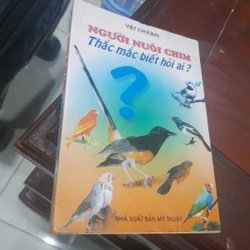 VIỆT CHƯƠNG
NGƯỜI NUÔI CHIM
Thắc mắc biết hỏi ai ?
?
NHÀ XUẤT BẢN MỸ THUẬT